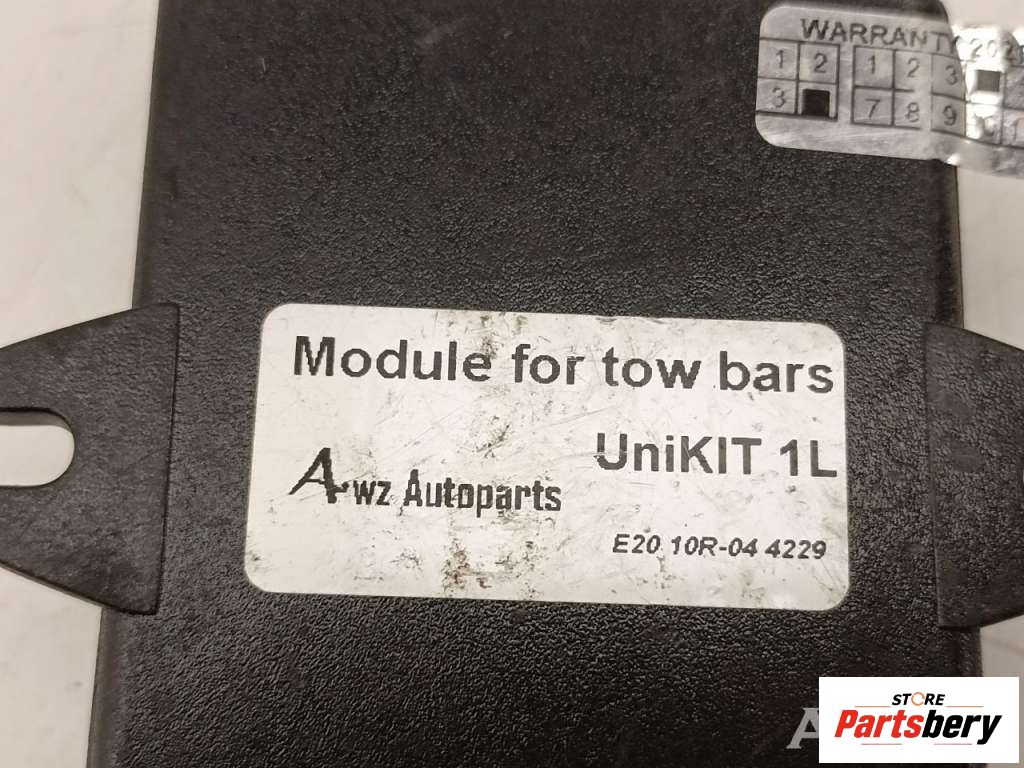 WARRANTY 202
1 2 1 2 3
3 7 8 9
Module for tow bars
UniKIT 1L
Awz Autoparts
E20 10R-04 4229
A
STORE
Partsbery